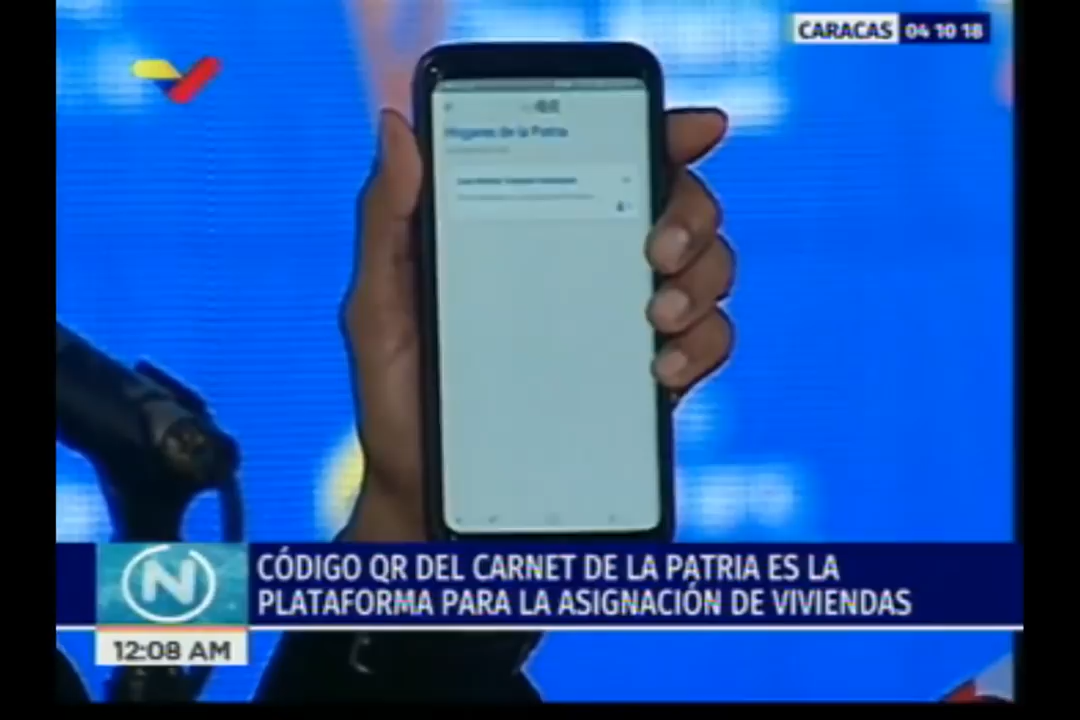 CARACAS 04 10 18
Hogares de la Patria
N
CÓDIGO QR DEL CARNET DE LA PATRIA ES LA
PLATAFORMA PARA LA ASIGNACIÓN DE VIVIENDAS
12:08 AM